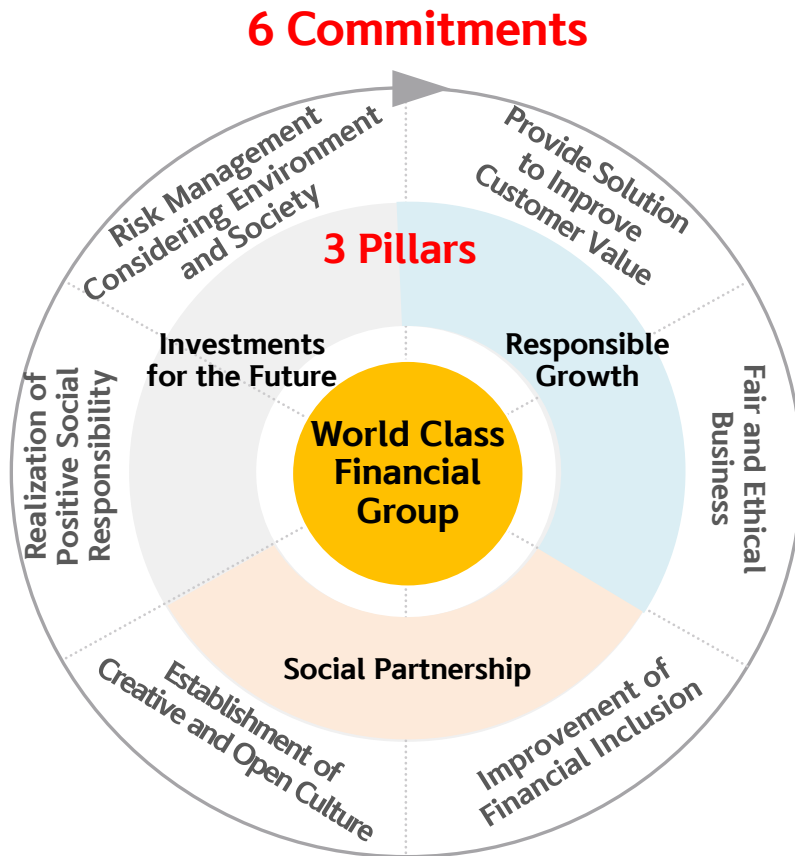 6 Commitments
Provide Solution
to Improve
Customer Value
Fair and Ethical
Business
Improvement of
Financial Inclusion
Establishment of
Creative and Open Culture
Realization of
Positive Social
Responsibility
Risk Management
Considering Environment
and Society
3 Pillars
Investments
for the Future
Responsible
Growth
Social Partnership
World Class
Financial
Group